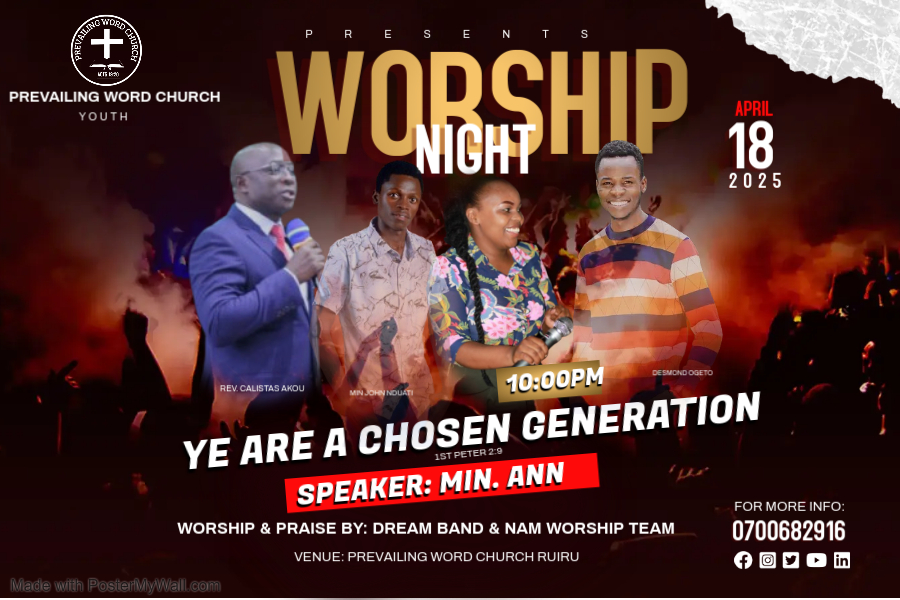 PREVAILING WORD CHURCH
PREVAILING WORD CHURCH
YOUTH
PRESENTS
WORSHIP
NIGHT
APRIL
18
2025
REV. CALISTAS AKOU
MIN JOHN NDUATI
DESMOND OGETO
10:00PM
YE ARE A CHOSEN GENERATION
1ST PETER 2:9
SPEAKER: MIN. ANN
WORSHIP & PRAISE BY: DREAM BAND & NAM WORSHIP TEAM
VENUE: PREVAILING WORD CHURCH RUIRU
FOR MORE INFO:
0700682916
Made with PosterMyWall.com